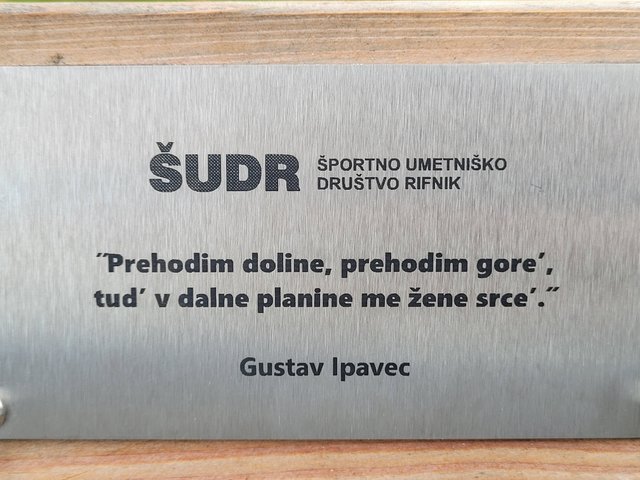 ŠUDR ŠPORTNO UMETNIŠKO
DRUŠTVO RIFNIK
˝Prehodim doline, prehodim gore’,
tud’ v dalne planine me žene srce’.˝
Gustav Ipavec